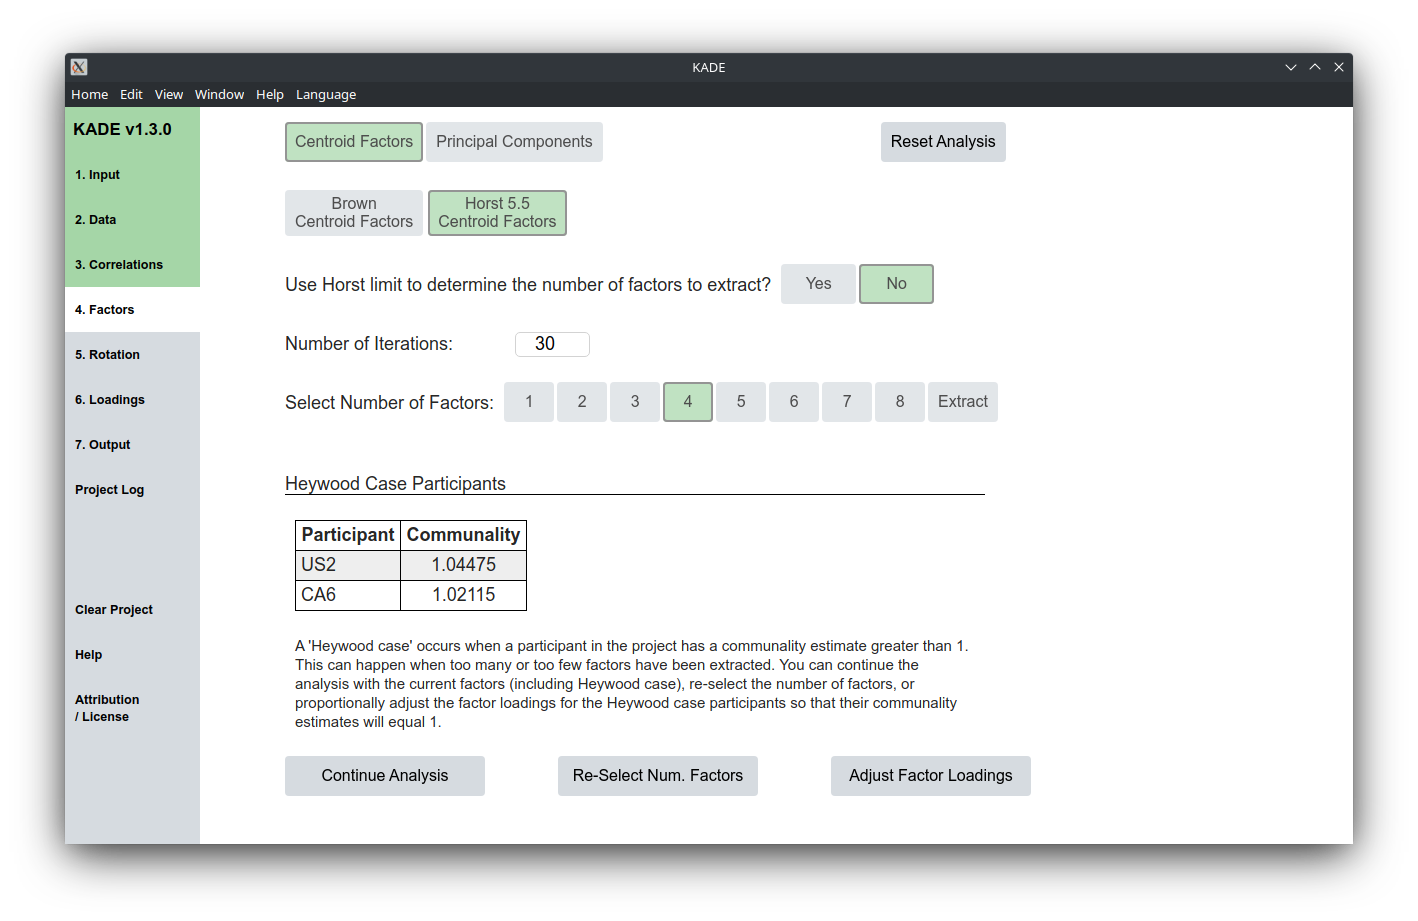 KADE
Home Edit View Window Help Language
KADE v1.3.0
1. Input
2. Data
3. Correlations
4. Factors
5. Rotation
6. Loadings
7. Output
Project Log
Clear Project
Help
Attribution
/ License
Centroid Factors Principal Components Reset Analysis
Brown
Centroid Factors
Horst 5.5
Centroid Factors
Use Horst limit to determine the number of factors to extract? Yes No
Number of Iterations: 30
Select Number of Factors: 1 2 3 4 5 6 7 8 Extract
Heywood Case Participants
Participant Communality
US2 1.04475
CA6 1.02115
A 'Heywood case' occurs when a participant in the project has a communality estimate greater than 1.
This can happen when too many or too few factors have been extracted. You can continue the
analysis with the current factors (including Heywood case), re-select the number of factors, or
proportionally adjust the factor loadings for the Heywood case participants so that their communality
estimates will equal 1.
Continue Analysis Re-Select Num. Factors Adjust Factor Loadings